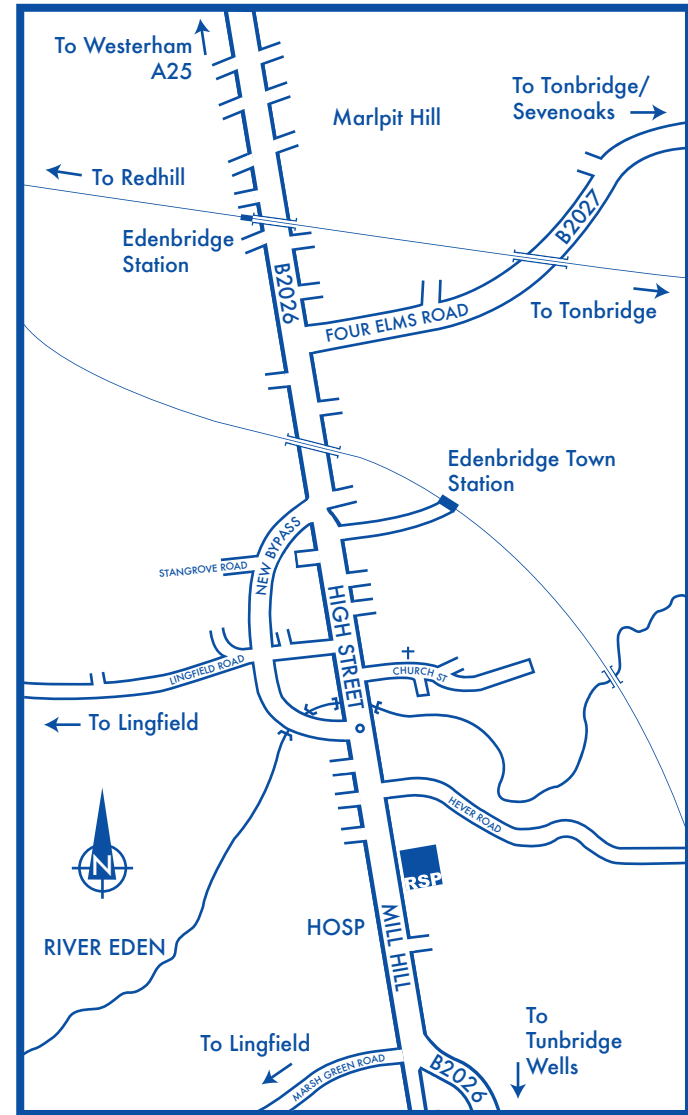 To Westerham
A25
To Tonbridge/
Sevenoaks
Marlpit Hill
To Redhill
B2027
Edenbridge
Station
B2026
To Tonbridge
FOUR ELMS ROAD
Edenbridge Town
Station
NEW BYPASS
STANGROVE ROAD
HIGH STREET
LINGFIELD ROAD
CHURCH ST
To Lingfield
HEVER ROAD
N
RSP
HOSP
MILL HILL
RIVER EDEN
To
Tunbridge
Wells
To Lingfield
MARSH GREEN ROAD
B2026